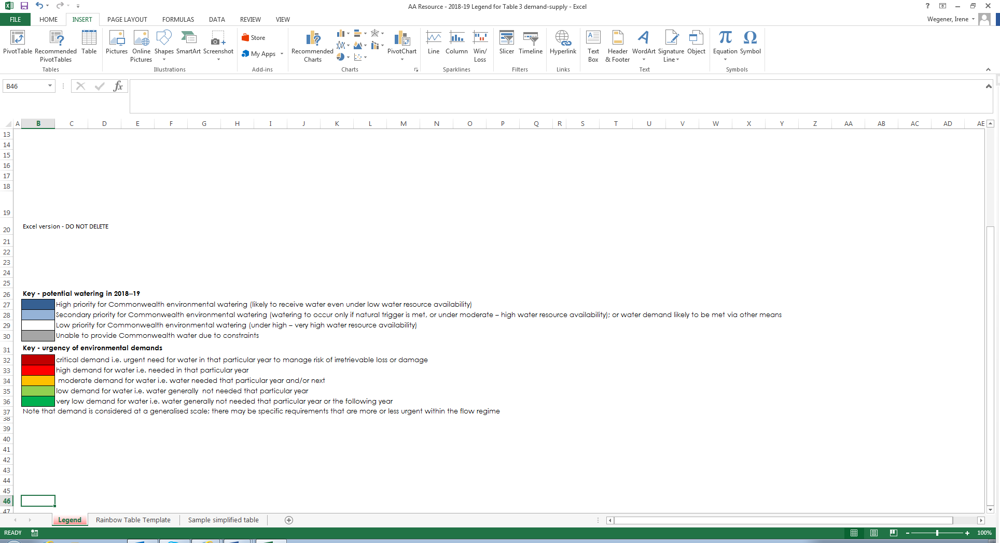 AA Resource - 2018-19 Legend for Table 3 demand-supply - Excel
FILE HOME INSERT PAGE LAYOUT FORMULAS DATA REVIEW VIEW
Wegener, Irene
PivotTable Recommended PivotTables Table
Tables
Pictures Online Pictures Shapes SmartArt Screenshot
Illustrations
Store
My Apps
Add-ins
Recommended Charts PivotChart
Charts
Line Column Win/Loss
Sparklines
Slicer Timeline
Filters
Hyperlink
Links
Text Box Header & Footer WordArt Signature Line Object
Text
Equation Symbol
Symbols
B46
fx
A B C D E F G H I J K L M N O P Q R S T U V W X Y Z AA AB AC AD AE
13
14
15
16
17
18
19
20 Excel version - DO NOT DELETE
21
22
23
24
25
26 Key - potential watering in 2018–19
27 High priority for Commonwealth environmental watering (likely to receive water even under low water resource availability)
28 Secondary priority for Commonwealth environmental watering (watering to occur only if natural trigger is met, or under moderate – high water resource availability); or water demand likely to be met via other means
29 Low priority for Commonwealth environmental watering (under high – very high water resource availability)
30 Unable to provide Commonwealth water due to constraints
31 Key - urgency of environmental demands
32 critical demand i.e. urgent need for water in that particular year to manage risk of irretrievable loss or damage
33 high demand for water i.e. needed in that particular year
34 moderate demand for water i.e. water needed that particular year and/or next
35 low demand for water i.e. water generally  not needed that particular year
36 very low demand for water i.e. water generally not needed that particular year or the following year
37 Note that demand is considered at a generalised scale; there may be specific requirements that are more or less urgent within the flow regime
38
39
40
41
42
43
44
45
46
47
Legend Rainbow Table Template Sample simplified table
READY
100%